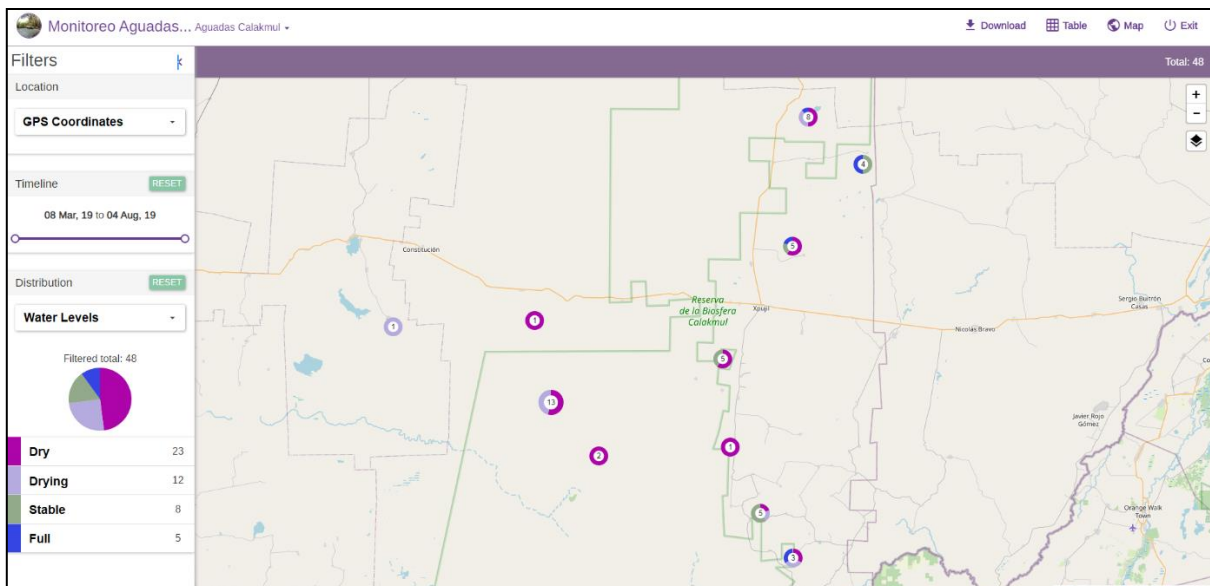 Monitoreo Aguadas... Aguadas Calakmul
Download Table Map Exit
Filters
Total: 48
Location
GPS Coordinates
Timeline RESET
08 Mar, 19 to 04 Aug, 19
Distribution RESET
Water Levels
Filtered total: 48
Dry 23
Drying 12
Stable 8
Full 5
+
-
8
4
5
Constitución
Reserva
de la Biosfera
Calakmul
Xpujil
Sergio Butrón
Casas
Nicolás Bravo
1
1
5
Co
13
Javier Rojo
Gómez
1
2
5
Orange Walk
Town
3